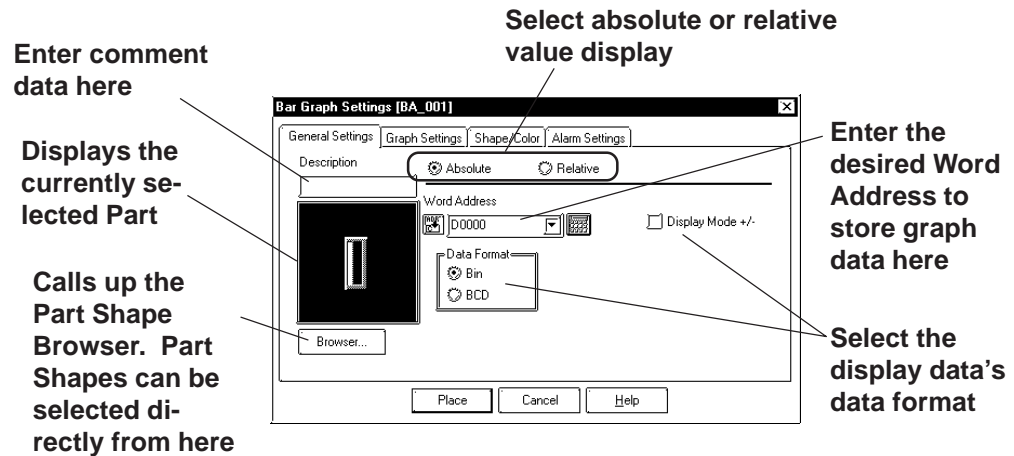 Select absolute or relative
value display
Enter comment
data here
Displays the
currently se-
lected Part
Calls up the
Part Shape
Browser.  Part
Shapes can be
selected di-
rectly from here
Bar Graph Settings [BA_001]
General Settings Graph Settings Shape/Color Alarm Settings
Description
Absolute Relative
Word Address
D0000
Display Mode +/-
Data Format
Bin
BCD
Browser...
Place Cancel Help
Enter the
desired Word
Address to
store graph
data here
Select the
display data's
data format